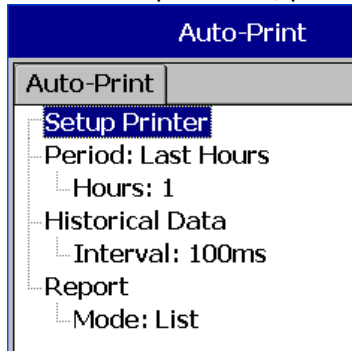 Auto-Print
Auto-Print
Setup Printer
Period: Last Hours
Hours: 1
Historical Data
Interval: 100ms
Report
Mode: List